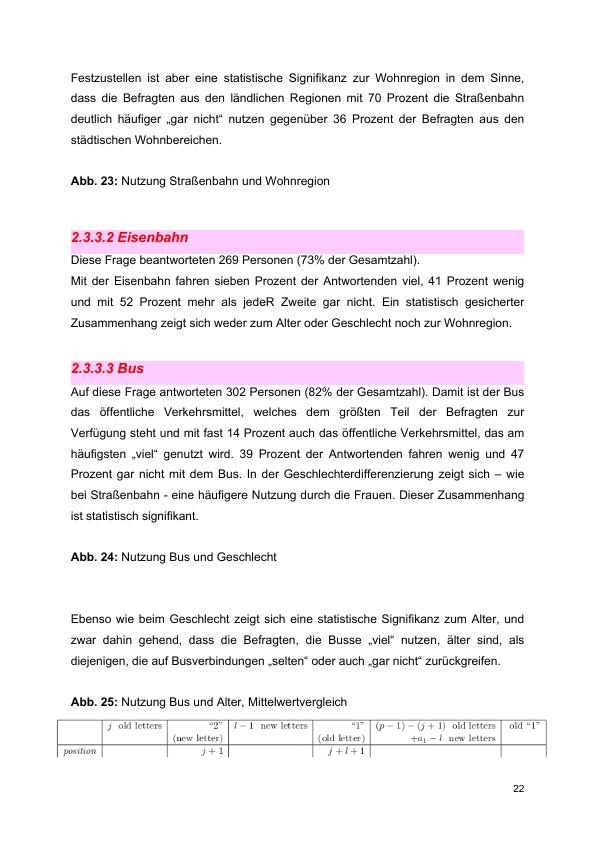 Festzustellen ist aber eine statistische Signifikanz zur Wohnregion in dem Sinne,
dass die Befragten aus den ländlichen Regionen mit 70 Prozent die Straßenbahn
deutlich häufiger „gar nicht“ nutzen gegenüber 36 Prozent der Befragten aus den
städtischen Wohnbereichen.
Abb. 23: Nutzung Straßenbahn und Wohnregion
2.3.3.2 Eisenbahn
Diese Frage beantworteten 269 Personen (73% der Gesamtzahl).
Mit der Eisenbahn fahren sieben Prozent der Antwortenden viel, 41 Prozent wenig
und mit 52 Prozent mehr als jedeR Zweite gar nicht. Ein statistisch gesicherter
Zusammenhang zeigt sich weder zum Alter oder Geschlecht noch zur Wohnregion.
2.3.3.3 Bus
Auf diese Frage antworteten 302 Personen (82% der Gesamtzahl). Damit ist der Bus
das öffentliche Verkehrsmittel, welches dem größten Teil der Befragten zur
Verfügung steht und mit fast 14 Prozent auch das öffentliche Verkehrsmittel, das am
häufigsten „viel“ genutzt wird. 39 Prozent der Antwortenden fahren wenig und 47
Prozent gar nicht mit dem Bus. In der Geschlechterdifferenzierung zeigt sich – wie
bei Straßenbahn - eine häufigere Nutzung durch die Frauen. Dieser Zusammenhang
ist statistisch signifikant.
Abb. 24: Nutzung Bus und Geschlecht
Ebenso wie beim Geschlecht zeigt sich eine statistische Signifikanz zum Alter, und
zwar dahin gehend, dass die Befragten, die Busse „viel“ nutzen, älter sind, als
diejenigen, die auf Busverbindungen „selten“ oder auch „gar nicht“ zurückgreifen.
Abb. 25: Nutzung Bus und Alter, Mittelwertvergleich
j old letters “2” l − 1 new letters “1” (p − 1) − (j + 1) old letters old “1”
(new letter) (old letter) +a₁ − l new letters
position j + 1 j + l + 1
22